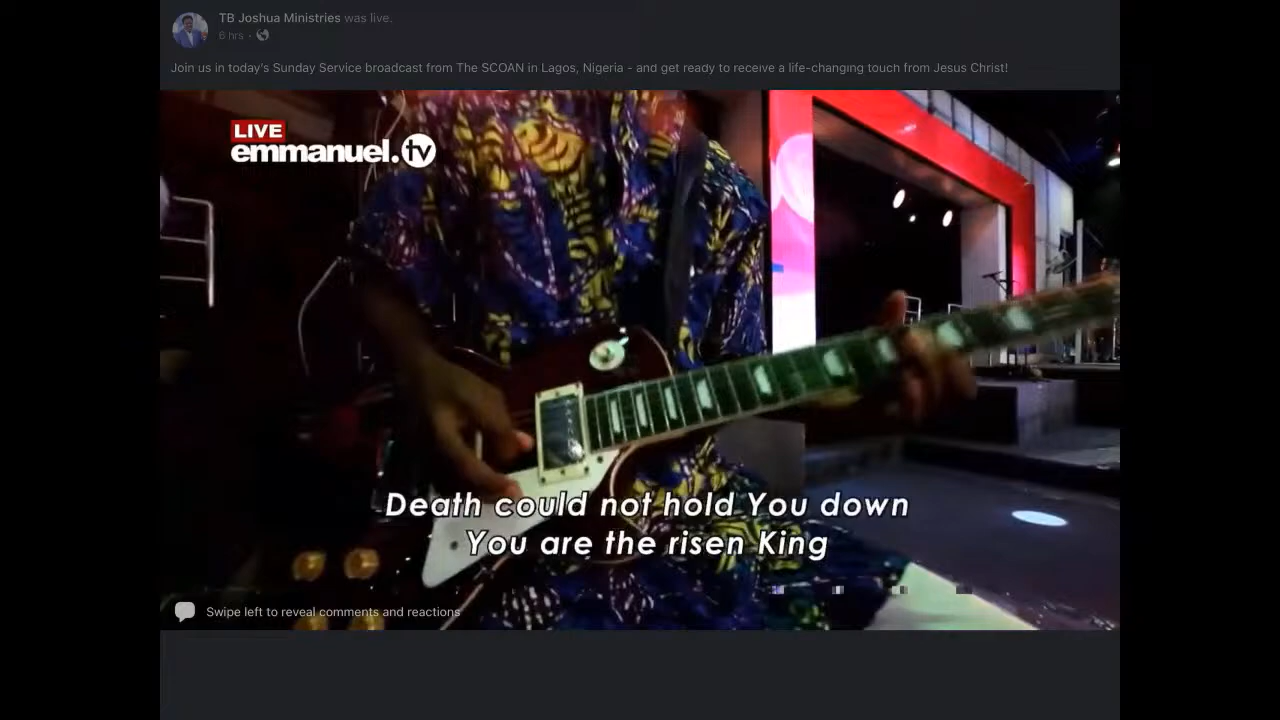 TB Joshua Ministries was live.
6 hrs ·
Join us in today's Sunday Service broadcast from The SCOAN in Lagos, Nigeria - and get ready to receive a life-changing touch from Jesus Christ!
LIVE
emmanuel.tv
Death could not hold You down
You are the risen King
Swipe left to reveal comments and reactions